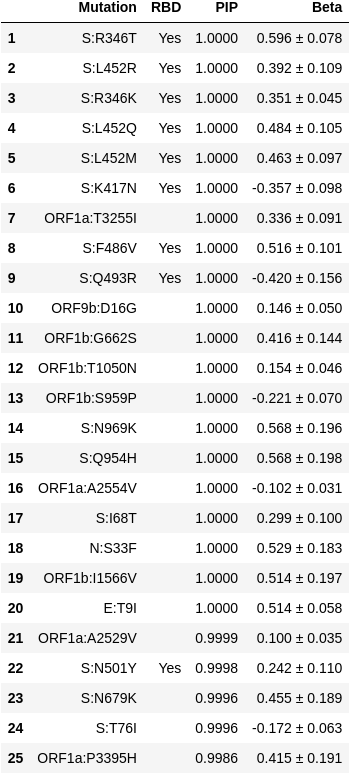 Mutation RBD PIP Beta
1 S:R346T Yes 1.0000 0.596 ± 0.078
2 S:L452R Yes 1.0000 0.392 ± 0.109
3 S:R346K Yes 1.0000 0.351 ± 0.045
4 S:L452Q Yes 1.0000 0.484 ± 0.105
5 S:L452M Yes 1.0000 0.463 ± 0.097
6 S:K417N Yes 1.0000 -0.357 ± 0.098
7 ORF1a:T3255I 1.0000 0.336 ± 0.091
8 S:F486V Yes 1.0000 0.516 ± 0.101
9 S:Q493R Yes 1.0000 -0.420 ± 0.156
10 ORF9b:D16G 1.0000 0.146 ± 0.050
11 ORF1b:G662S 1.0000 0.416 ± 0.144
12 ORF1b:T1050N 1.0000 0.154 ± 0.046
13 ORF1b:S959P 1.0000 -0.221 ± 0.070
14 S:N969K 1.0000 0.568 ± 0.196
15 S:Q954H 1.0000 0.568 ± 0.198
16 ORF1a:A2554V 1.0000 -0.102 ± 0.031
17 S:I68T 1.0000 0.299 ± 0.100
18 N:S33F 1.0000 0.529 ± 0.183
19 ORF1b:I1566V 1.0000 0.514 ± 0.197
20 E:T9I 1.0000 0.514 ± 0.058
21 ORF1a:A2529V 0.9999 0.100 ± 0.035
22 S:N501Y Yes 0.9998 0.242 ± 0.110
23 S:N679K 0.9996 0.455 ± 0.189
24 S:T76I 0.9996 -0.172 ± 0.063
25 ORF1a:P3395H 0.9986 0.415 ± 0.191